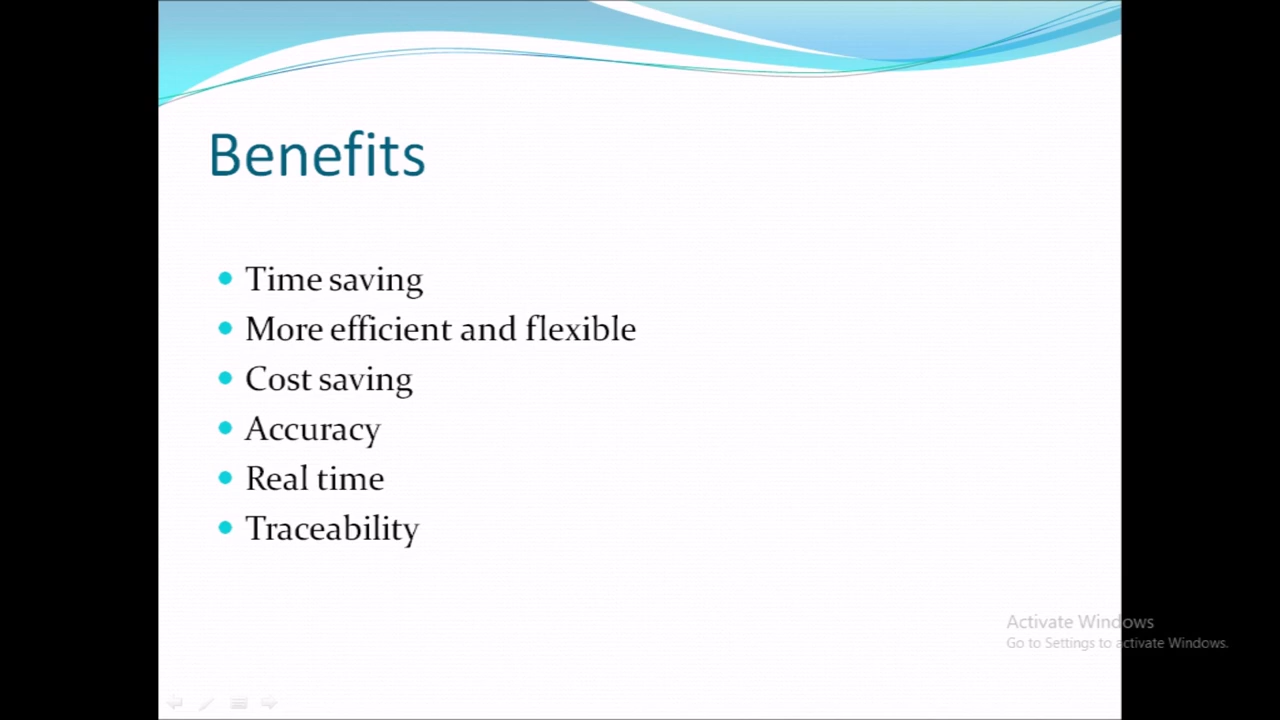 Benefits
Time saving
More efficient and flexible
Cost saving
Accuracy
Real time
Traceability
Activate Windows
Go to Settings to activate Windows.